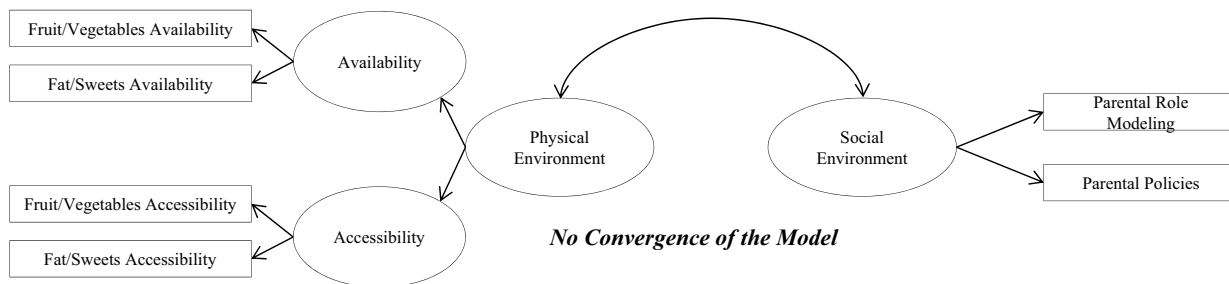 Fruit/Vegetables Availability
Fat/Sweets Availability
Availability
Physical
Environment
Social
Environment
Parental Role
Modeling
Parental Policies
Fruit/Vegetables Accessibility
Fat/Sweets Accessibility
Accessibility
No Convergence of the Model